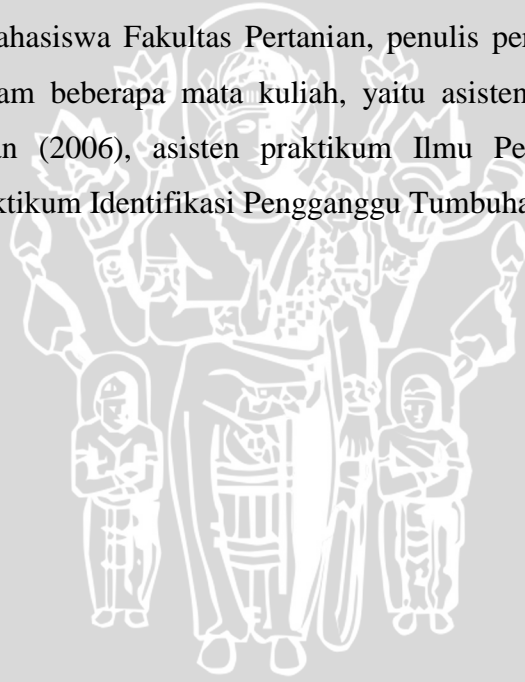 ahasiswa Fakultas Pertanian, penulis per
am beberapa mata kuliah, yaitu asisten
n (2006), asisten praktikum Ilmu Pe
ktikum Identifikasi Pengganggu Tumbuha